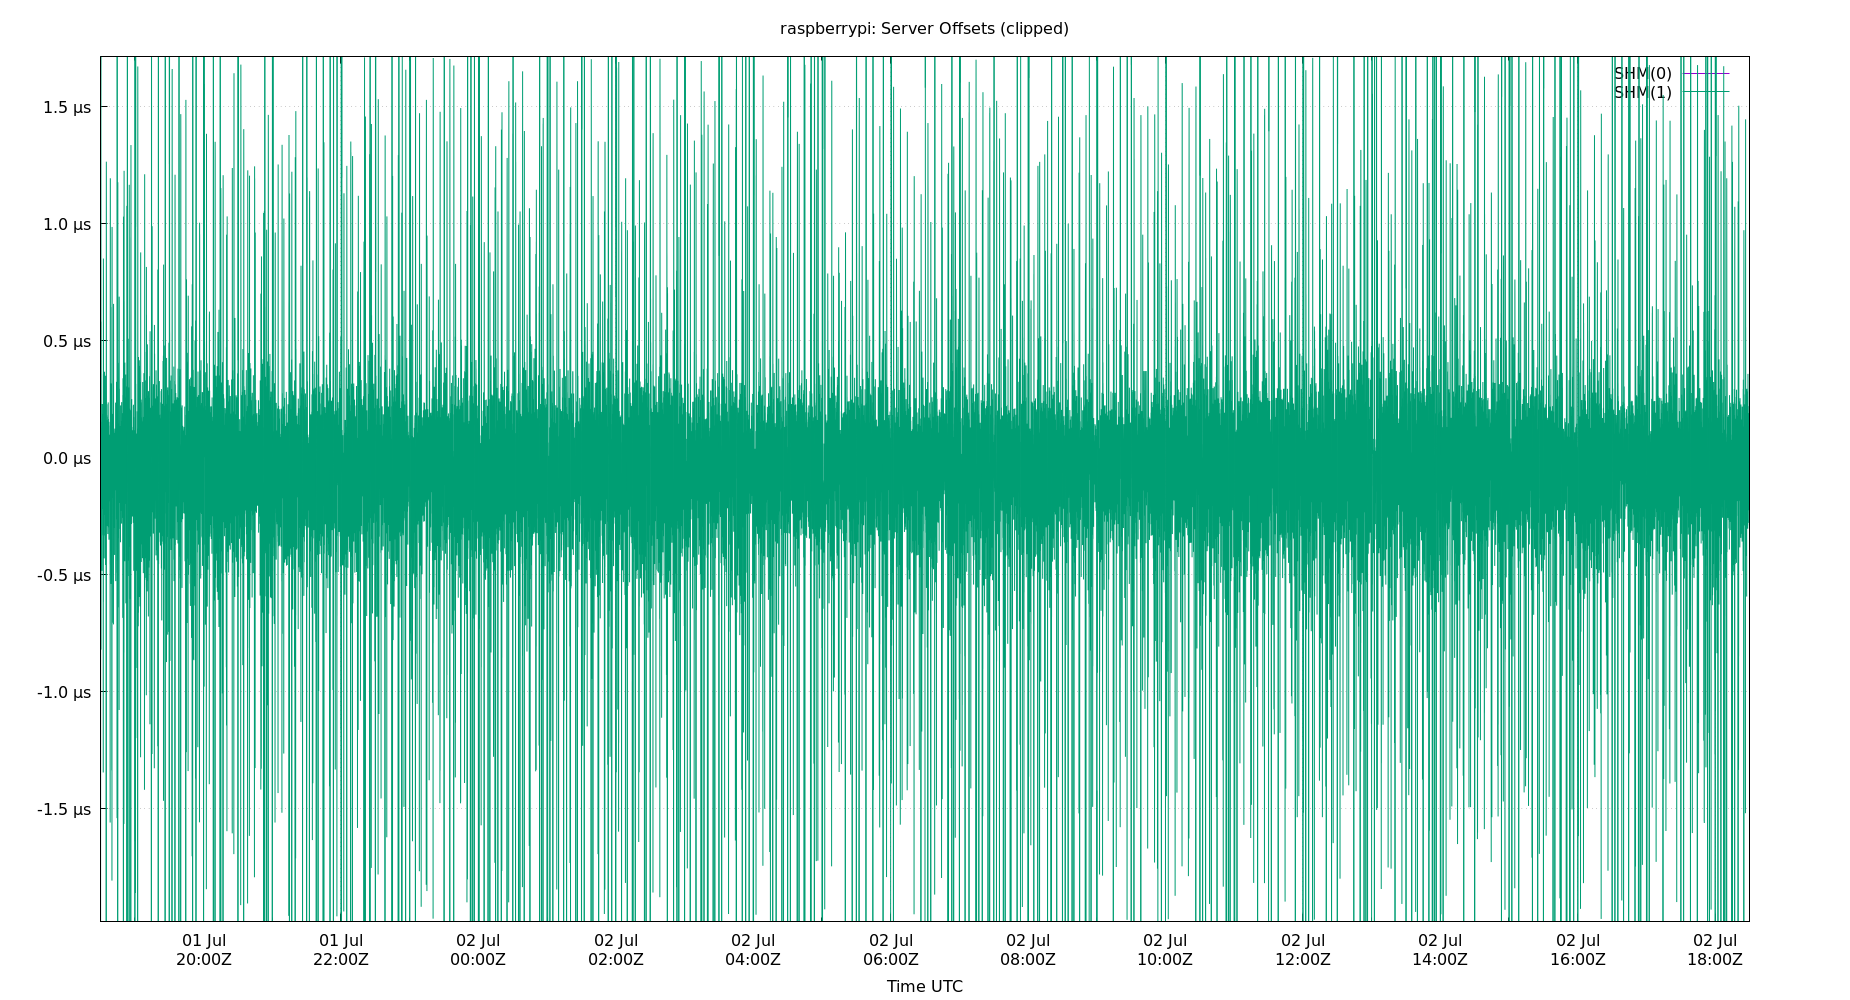 raspberrypi: Server Offsets (clipped)
SHM(0)
SHM(1)
1.5 µs
1.0 µs
0.5 µs
0.0 µs
-0.5 µs
-1.0 µs
-1.5 µs
01 Jul 01 Jul 02 Jul 02 Jul 02 Jul 02 Jul 02 Jul 02 Jul 02 Jul 02 Jul 02 Jul 02 Jul
20:00Z 22:00Z 00:00Z 02:00Z 04:00Z 06:00Z 08:00Z 10:00Z 12:00Z 14:00Z 16:00Z 18:00Z
Time UTC